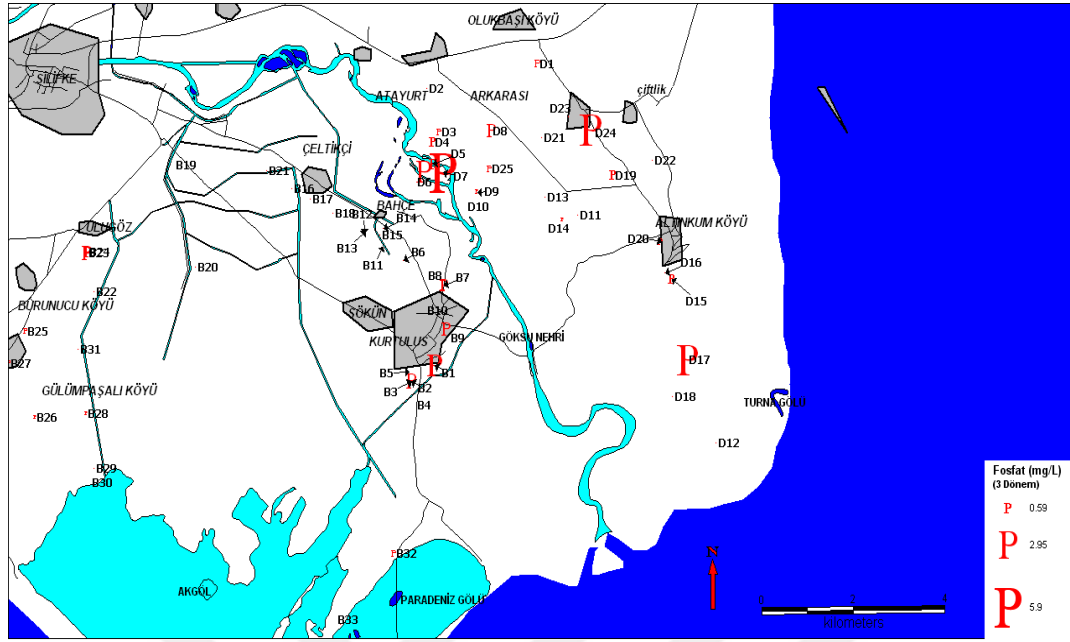 OLUKBAŞI KÖYÜ
SİLİFKE
P D1
çiftlik
D2
ATAYURT
ARKARASI
D23
P D3
P D8
P D24
P D4
D21
ÇELTİKÇİ
D5
D22
B19
B21
P D6
P D7
P D25
P D19
B16
B17
D9
D13
BAHÇE
D10
B18
B12
B14
D11
D14
ALTINKUM KÖYÜ
ULUGÖZ
B15
B13
D20
P B23
B6
B11
D16
B20
B8
P B7
P D15
B22
BURUNUCU KÖYÜ
SÖKÜN
B10
P B25
P B9
KURTULUS
GÖKSU NEHRİ
B31
P D17
B27
B5
P B1
B3
P B2
GÜLÜMPAŞALI KÖYÜ
D18
TURNA GÖLÜ
B4
B26
B28
D12
B29
B30
Fosfat (mg/L)
(3 Dönem)
P 0.59
P 2.95
P 5.9
P B32
N
AKGÖL
PARADENİZ GÖLÜ
B33
0 2 4
kilometers